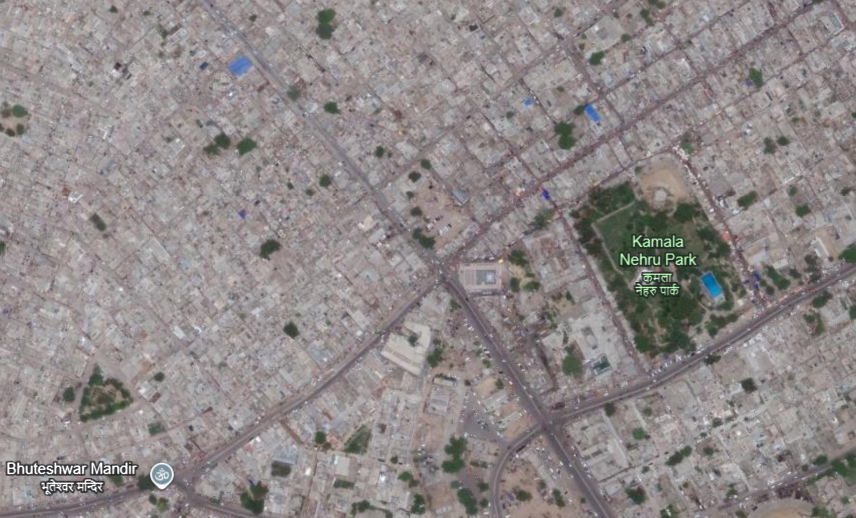 Kamala
Nehru Park
कमला
नेहरु पार्क
Bhuteshwar Mandir
भूतेश्वर मन्दिर